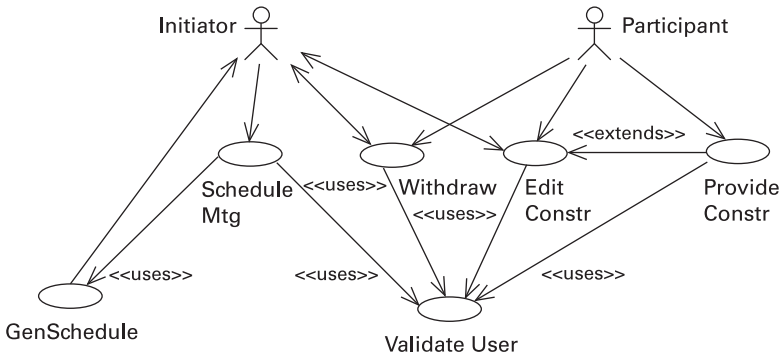 Initiator
Participant
<<extends>>
Schedule
Mtg
<<uses>>
Withdraw
Edit
Constr
Provide
Constr
<<uses>>
<<uses>>
<<uses>>
<<uses>>
GenSchedule
Validate User